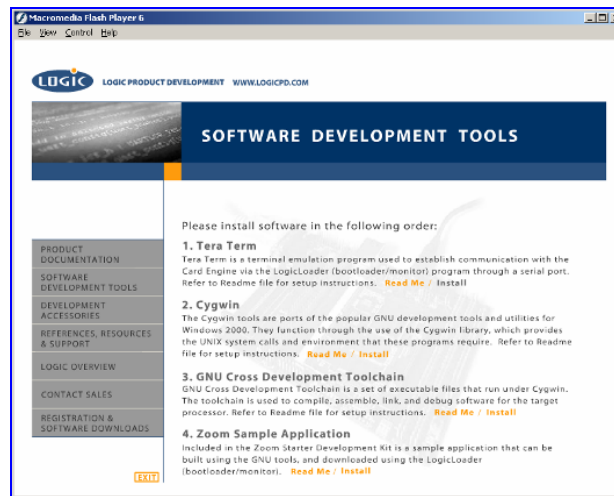 Macromedia Flash Player 6
File View Control Help
LOGIC LOGIC PRODUCT DEVELOPMENT WWW.LOGICPD.COM
SOFTWARE DEVELOPMENT TOOLS
PRODUCT
DOCUMENTATION
SOFTWARE
DEVELOPMENT TOOLS
DEVELOPMENT
ACCESSORIES
REFERENCES, RESOURCES
& SUPPORT
LOGIC OVERVIEW
CONTACT SALES
REGISTRATION &
SOFTWARE DOWNLOADS
EXIT
Please install software in the following order:
1. Tera Term
Tera Term is a terminal emulation program used to establish communication with the
Card Engine via the LogicLoader (bootloader/monitor) program through a serial port.
Refer to Readme file for setup instructions. Read Me / Install
2. Cygwin
The Cygwin tools are ports of the popular GNU development tools and utilities for
Windows 2000. They function through the use of the Cygwin library, which provides
the UNIX system calls and environment that these programs require. Refer to Readme
file for setup instructions. Read Me / Install
3. GNU Cross Development Toolchain
GNU Cross Development Toolchain is a set of executable files that run under Cygwin.
The toolchain is used to compile, assemble, link, and debug software for the target
processor. Refer to Readme file for setup instructions. Read Me / Install
4. Zoom Sample Application
Included in the Zoom Starter Development Kit is a sample application that can be
built using the GNU tools, and downloaded using the LogicLoader
(bootloader/monitor). Read Me / Install